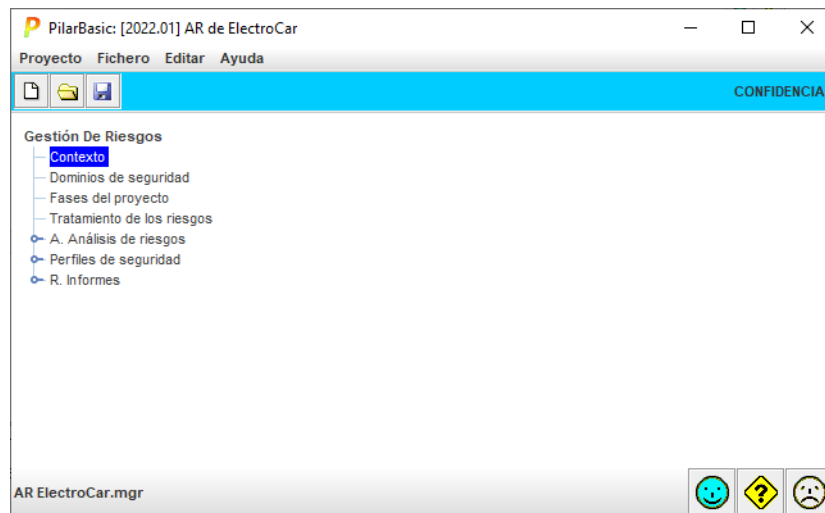 PilarBasic: [2022.01] AR de ElectroCar
Proyecto Fichero Editar Ayuda
CONFIDENCIA
Gestión De Riesgos
Contexto
Dominios de seguridad
Fases del proyecto
Tratamiento de los riesgos
A. Análisis de riesgos
Perfiles de seguridad
R. Informes
AR ElectroCar.mgr